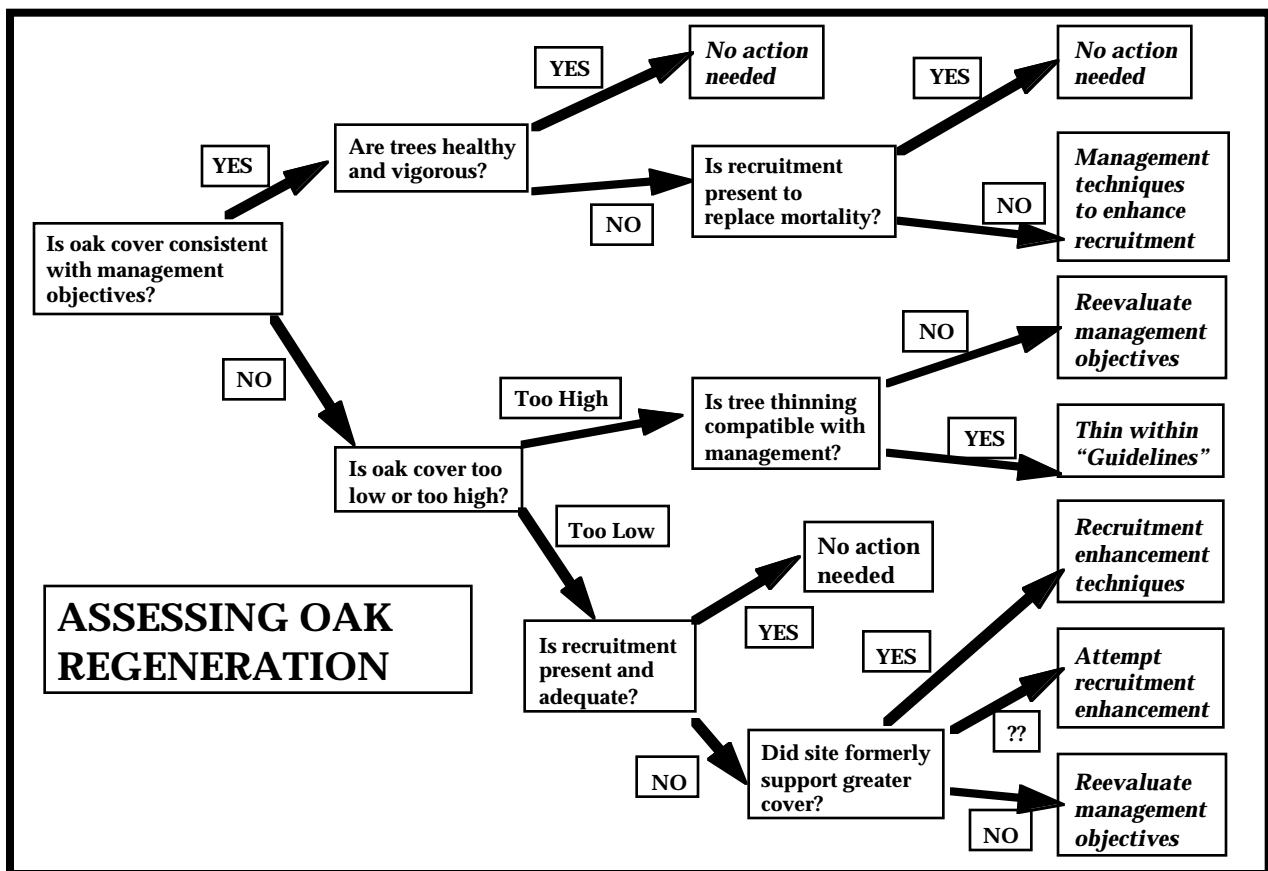 YES
No action
needed
YES
No action
needed
YES
Are trees healthy
and vigorous?
NO
Is recruitment
present to
replace mortality?
NO
Management
techniques
to enhance
recruitment
Is oak cover consistent
with management
objectives?
NO
Too High
Is tree thinning
compatible with
management?
NO
Reevaluate
management
objectives
YES
Thin within
“Guidelines”
Is oak cover too
low or too high?
Too Low
No action
needed
YES
Recruitment
enhancement
techniques
ASSESSING OAK
REGENERATION
Is recruitment
present and
adequate?
YES
Attempt
recruitment
enhancement
??
NO
Did site formerly
support greater
cover?
NO
Reevaluate
management
objectives